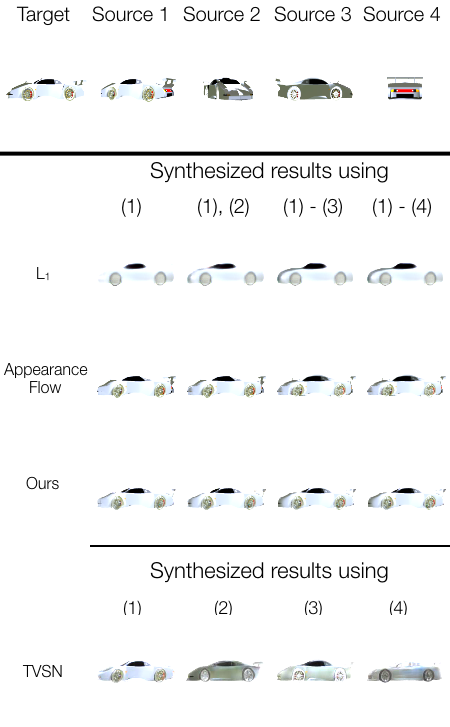 Target Source 1 Source 2 Source 3 Source 4
Synthesized results using
(1) (1), (2) (1) - (3) (1) - (4)
L1
Appearance
Flow
Ours
Synthesized results using
(1) (2) (3) (4)
TVSN